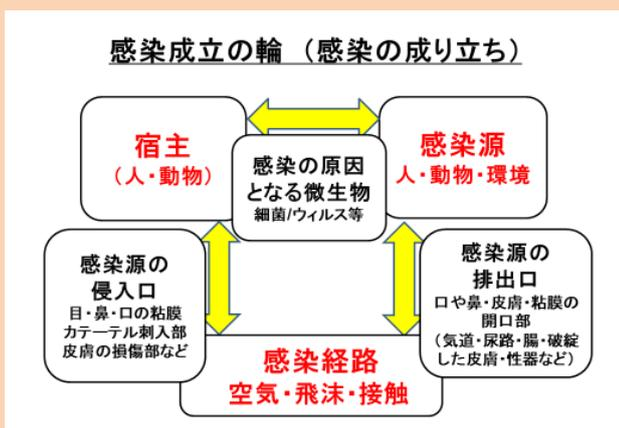 感染成立の輪 （感染の成り立ち）
宿主
（人・動物）
感染源
人・動物・環境
感染の原因
となる微生物
細菌/ウィルス等
感染源の
侵入口
目・鼻・口の粘膜
カテーテル刺入部
皮膚の損傷部など
感染源の
排出口
口や鼻・皮膚・粘膜の
開口部
（気道・尿路・腸・破綻
した皮膚・性器など）
感染経路
空気・飛沫・接触